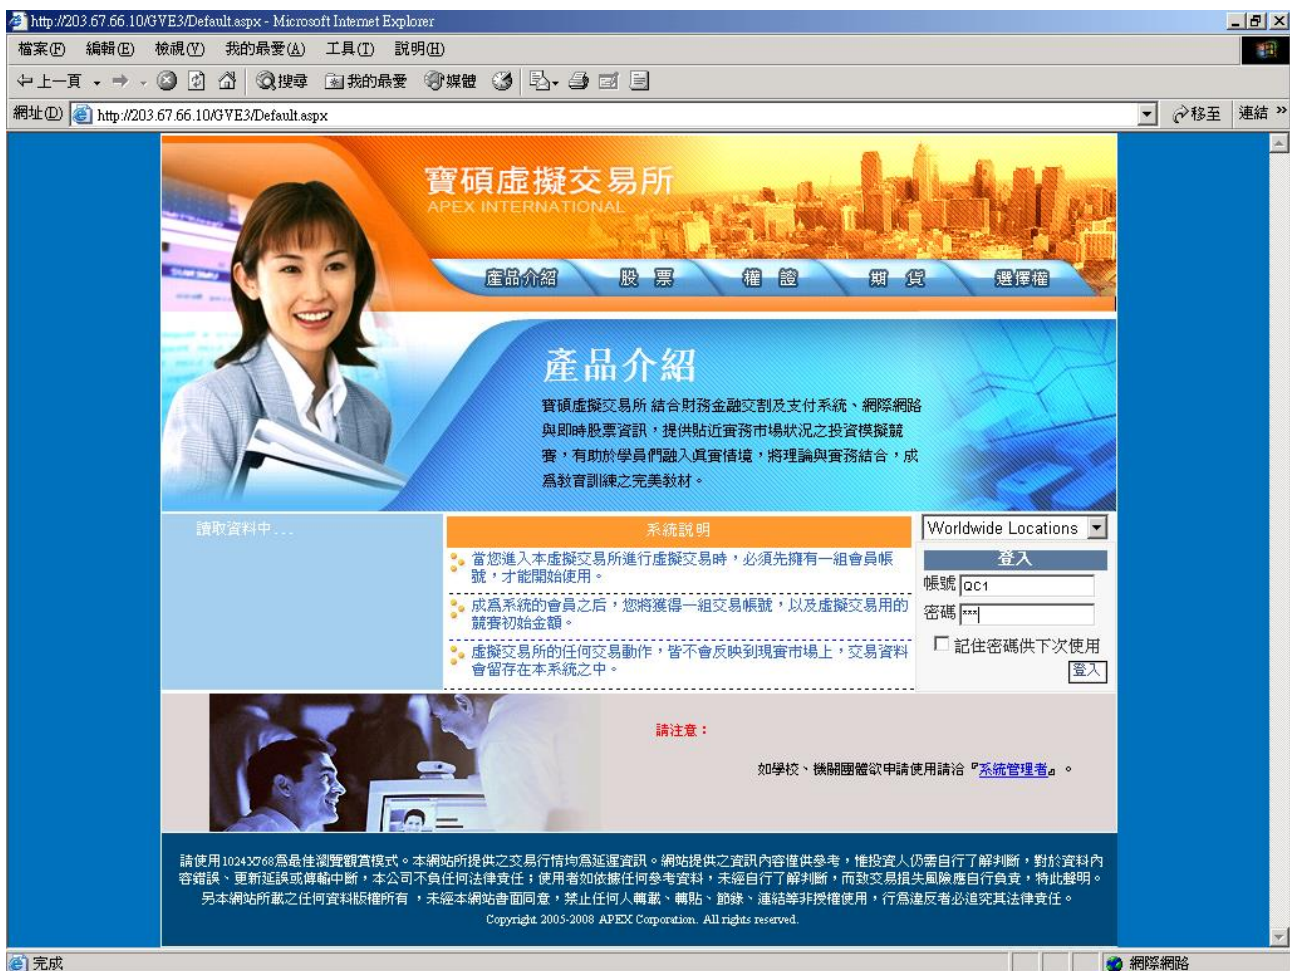 http://203.67.66.10/GVE3/Default.aspx - Microsoft Internet Explorer
檔案(F) 編輯(E) 檢視(V) 我的最愛(A) 工具(T) 說明(H)
上一頁 搜尋 我的最愛 媒體
網址(D) http://203.67.66.10/GVE3/Default.aspx 移至 連結 »
寶碩虛擬交易所
APEX INTERNATIONAL
產品介紹 股票 權證 期貨 選擇權
產品介紹
寶碩虛擬交易所 結合財務金融交割及支付系統、網際網路
與即時股票資訊，提供貼近實務市場狀況之投資模擬競
賽，有助於學員們融入真實情境，將理論與實務結合，成
為教育訓練之完美教材。
讀取資料中...
系統說明
當您進入本虛擬交易所進行虛擬交易時，必須先擁有一組會員帳
號，才能開始使用。
成為系統的會員之后，您將獲得一組交易帳號，以及虛擬交易用的
競賽初始金額。
虛擬交易所的任何交易動作，皆不會反映到現實市場上，交易資料
會留存在本系統之中。
Worldwide Locations
登入
帳號 QC1
密碼 ***
記住密碼供下次使用
登入
請注意：
如學校、機關團體欲申請使用請洽『系統管理者』。
請使用1024X768為最佳瀏覽觀賞模式。本網站所提供之交易行情均為延遲資訊。網站提供之資訊內容僅供參考，惟投資人仍需自行了解判斷，對於資料內
容錯誤、更新延誤或傳輸中斷，本公司不負任何法律責任；使用者如依據任何參考資料，未經自行了解判斷，而致交易損失風險應自行負責，特此聲明。
另本網站所載之任何資料版權所有 ，未經本網站書面同意，禁止任何人轉載、轉貼、節錄、連結等非授權使用，行為違反者必追究其法律責任。
Copyright 2005-2008 APEX Corporation. All rights reserved.
完成 網際網路